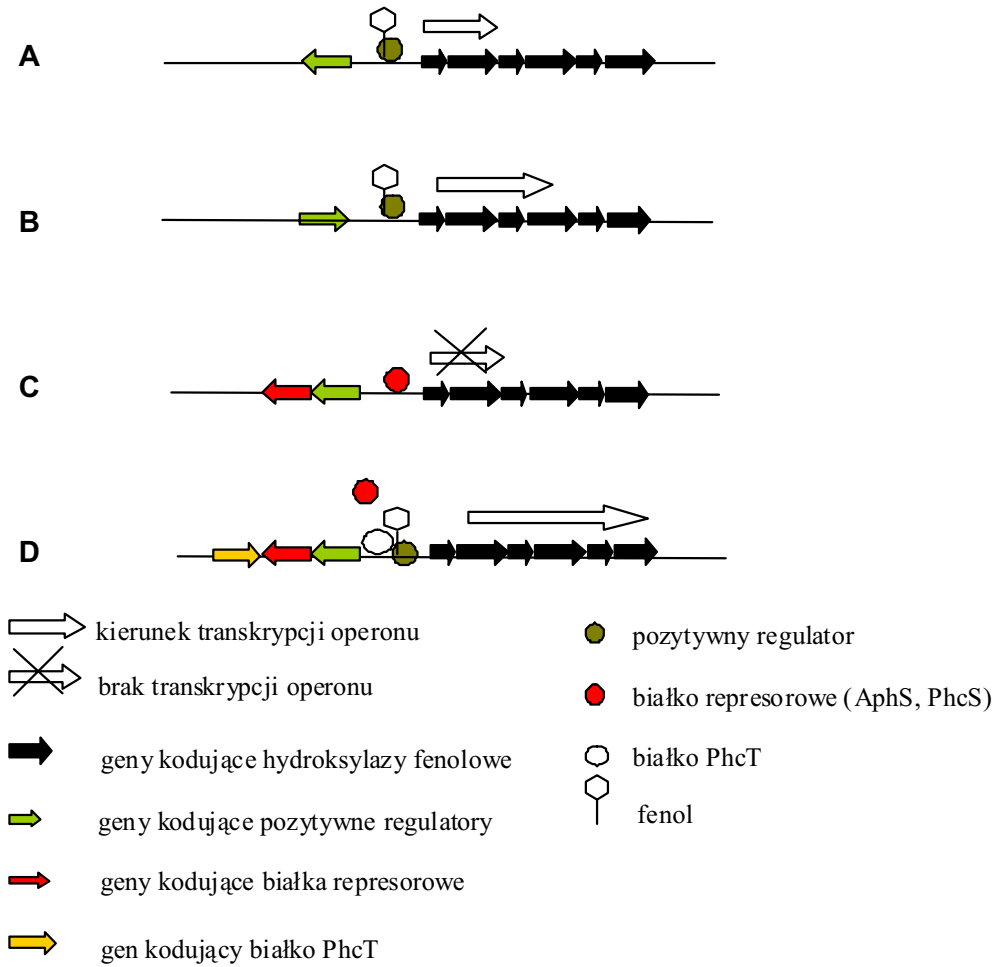 A
B
C
D
kierunek transkrypcji operonu
brak transkrypcji operonu
geny kodujące hydroksylazy fenolowe
geny kodujące pozytywne regulatory
geny kodujące białka represorowe
gen kodujący białko PhcT
pozytywny regulator
białko represorowe (AphS, PhcS)
białko PhcT
fenol